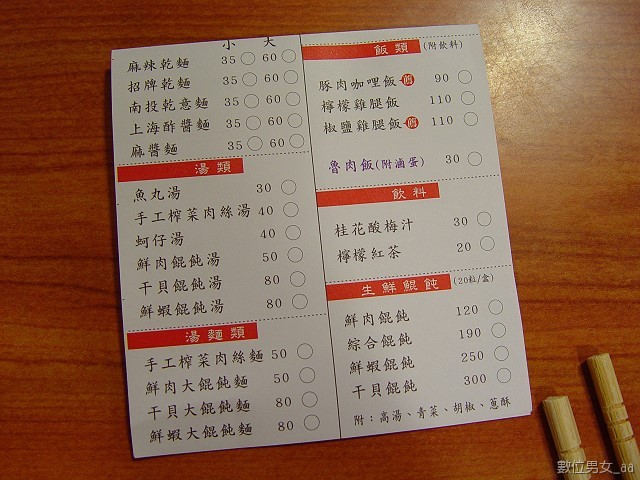 小 大
麻辣乾麵 35 60
招牌乾麵 35 60
南投乾意麵 35 60
上海酢醬麵 35 60
麻醬麵 35 60
湯類
魚丸湯 30
手工榨菜肉絲湯 40
蚵仔湯 40
鮮肉餛飩湯 50
干貝餛飩湯 80
鮮蝦餛飩湯 80
湯麵類
手工榨菜肉絲麵 50
鮮肉大餛飩麵 50
干貝大餛飩麵 80
鮮蝦大餛飩麵 80
飯類 (附飲料)
豚肉咖哩飯 90
檸檬雞腿飯 110
椒鹽雞腿飯 110
魯肉飯(附滷蛋) 30
飲料
桂花酸梅汁 30
檸檬紅茶 20
生鮮餛飩 (20粒/盒)
鮮肉餛飩 120
綜合餛飩 190
鮮蝦餛飩 250
干貝餛飩 300
附：高湯、青菜、胡椒、蔥酥
數位男女_aa